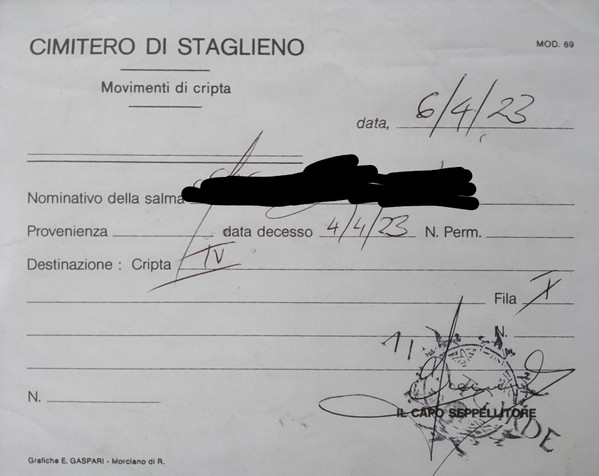 CIMITERO DI STAGLIENO
MOD. 69
Movimenti di cripta
data, 6/4/23
Nominativo della salma
Provenienza data decesso 4/4/23 N. Perm.
Destinazione : Cripta IV
Fila X
N.
N.
IL CAPO SEPPELLITORE
Grafiche E. GASPARI - Morciano di R.